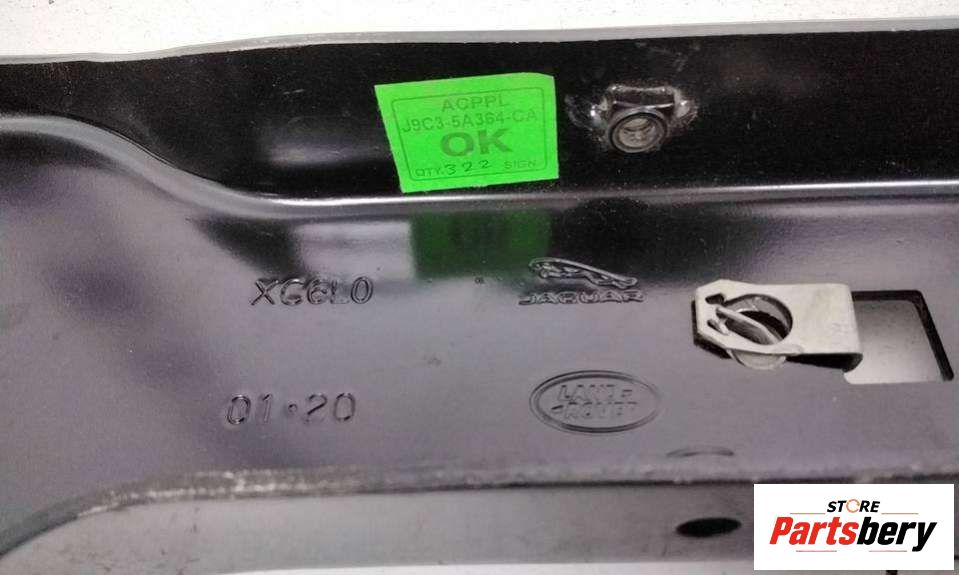 ACPPL
J9C3-5A364-CA
OK
QTY.322 SIGN
XC6L0
JAGUAR
01•20
LAND-
-ROVER
STORE
Partsbery